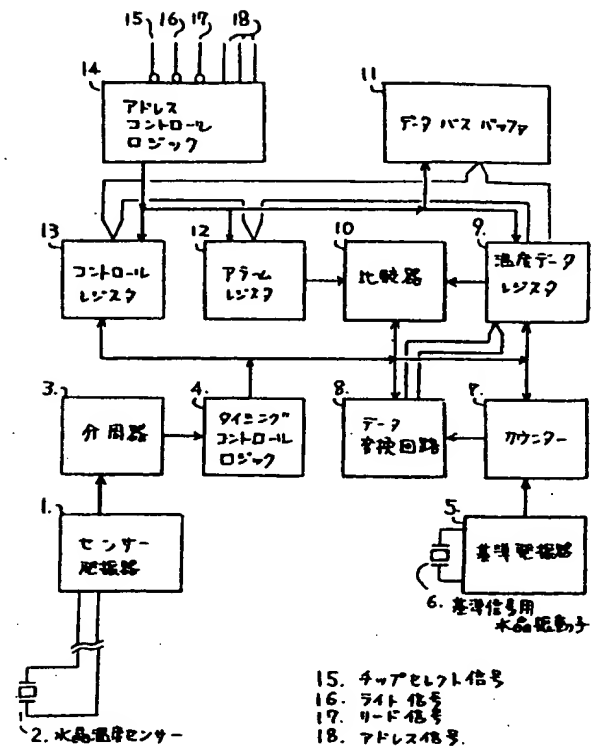 15. 16. 17. 18
14
アドレス
コントロール
ロジック
11
データ バス バッファ
13
コントロール
レジスタ
12
アラーム
レジスタ
10
比較器
9.
温度データ
レジスタ
3.
分周器
4.
タイミング
コントロール
ロジック
8.
データ
変換回路
7.
カウンター
1.
センサー
発振器
5.
基準発振器
6. 基準信号用
水晶振動子
2. 水晶温度センサー
15. チップセレクト信号
16. ライト信号
17. リード信号
18. アドレス信号.